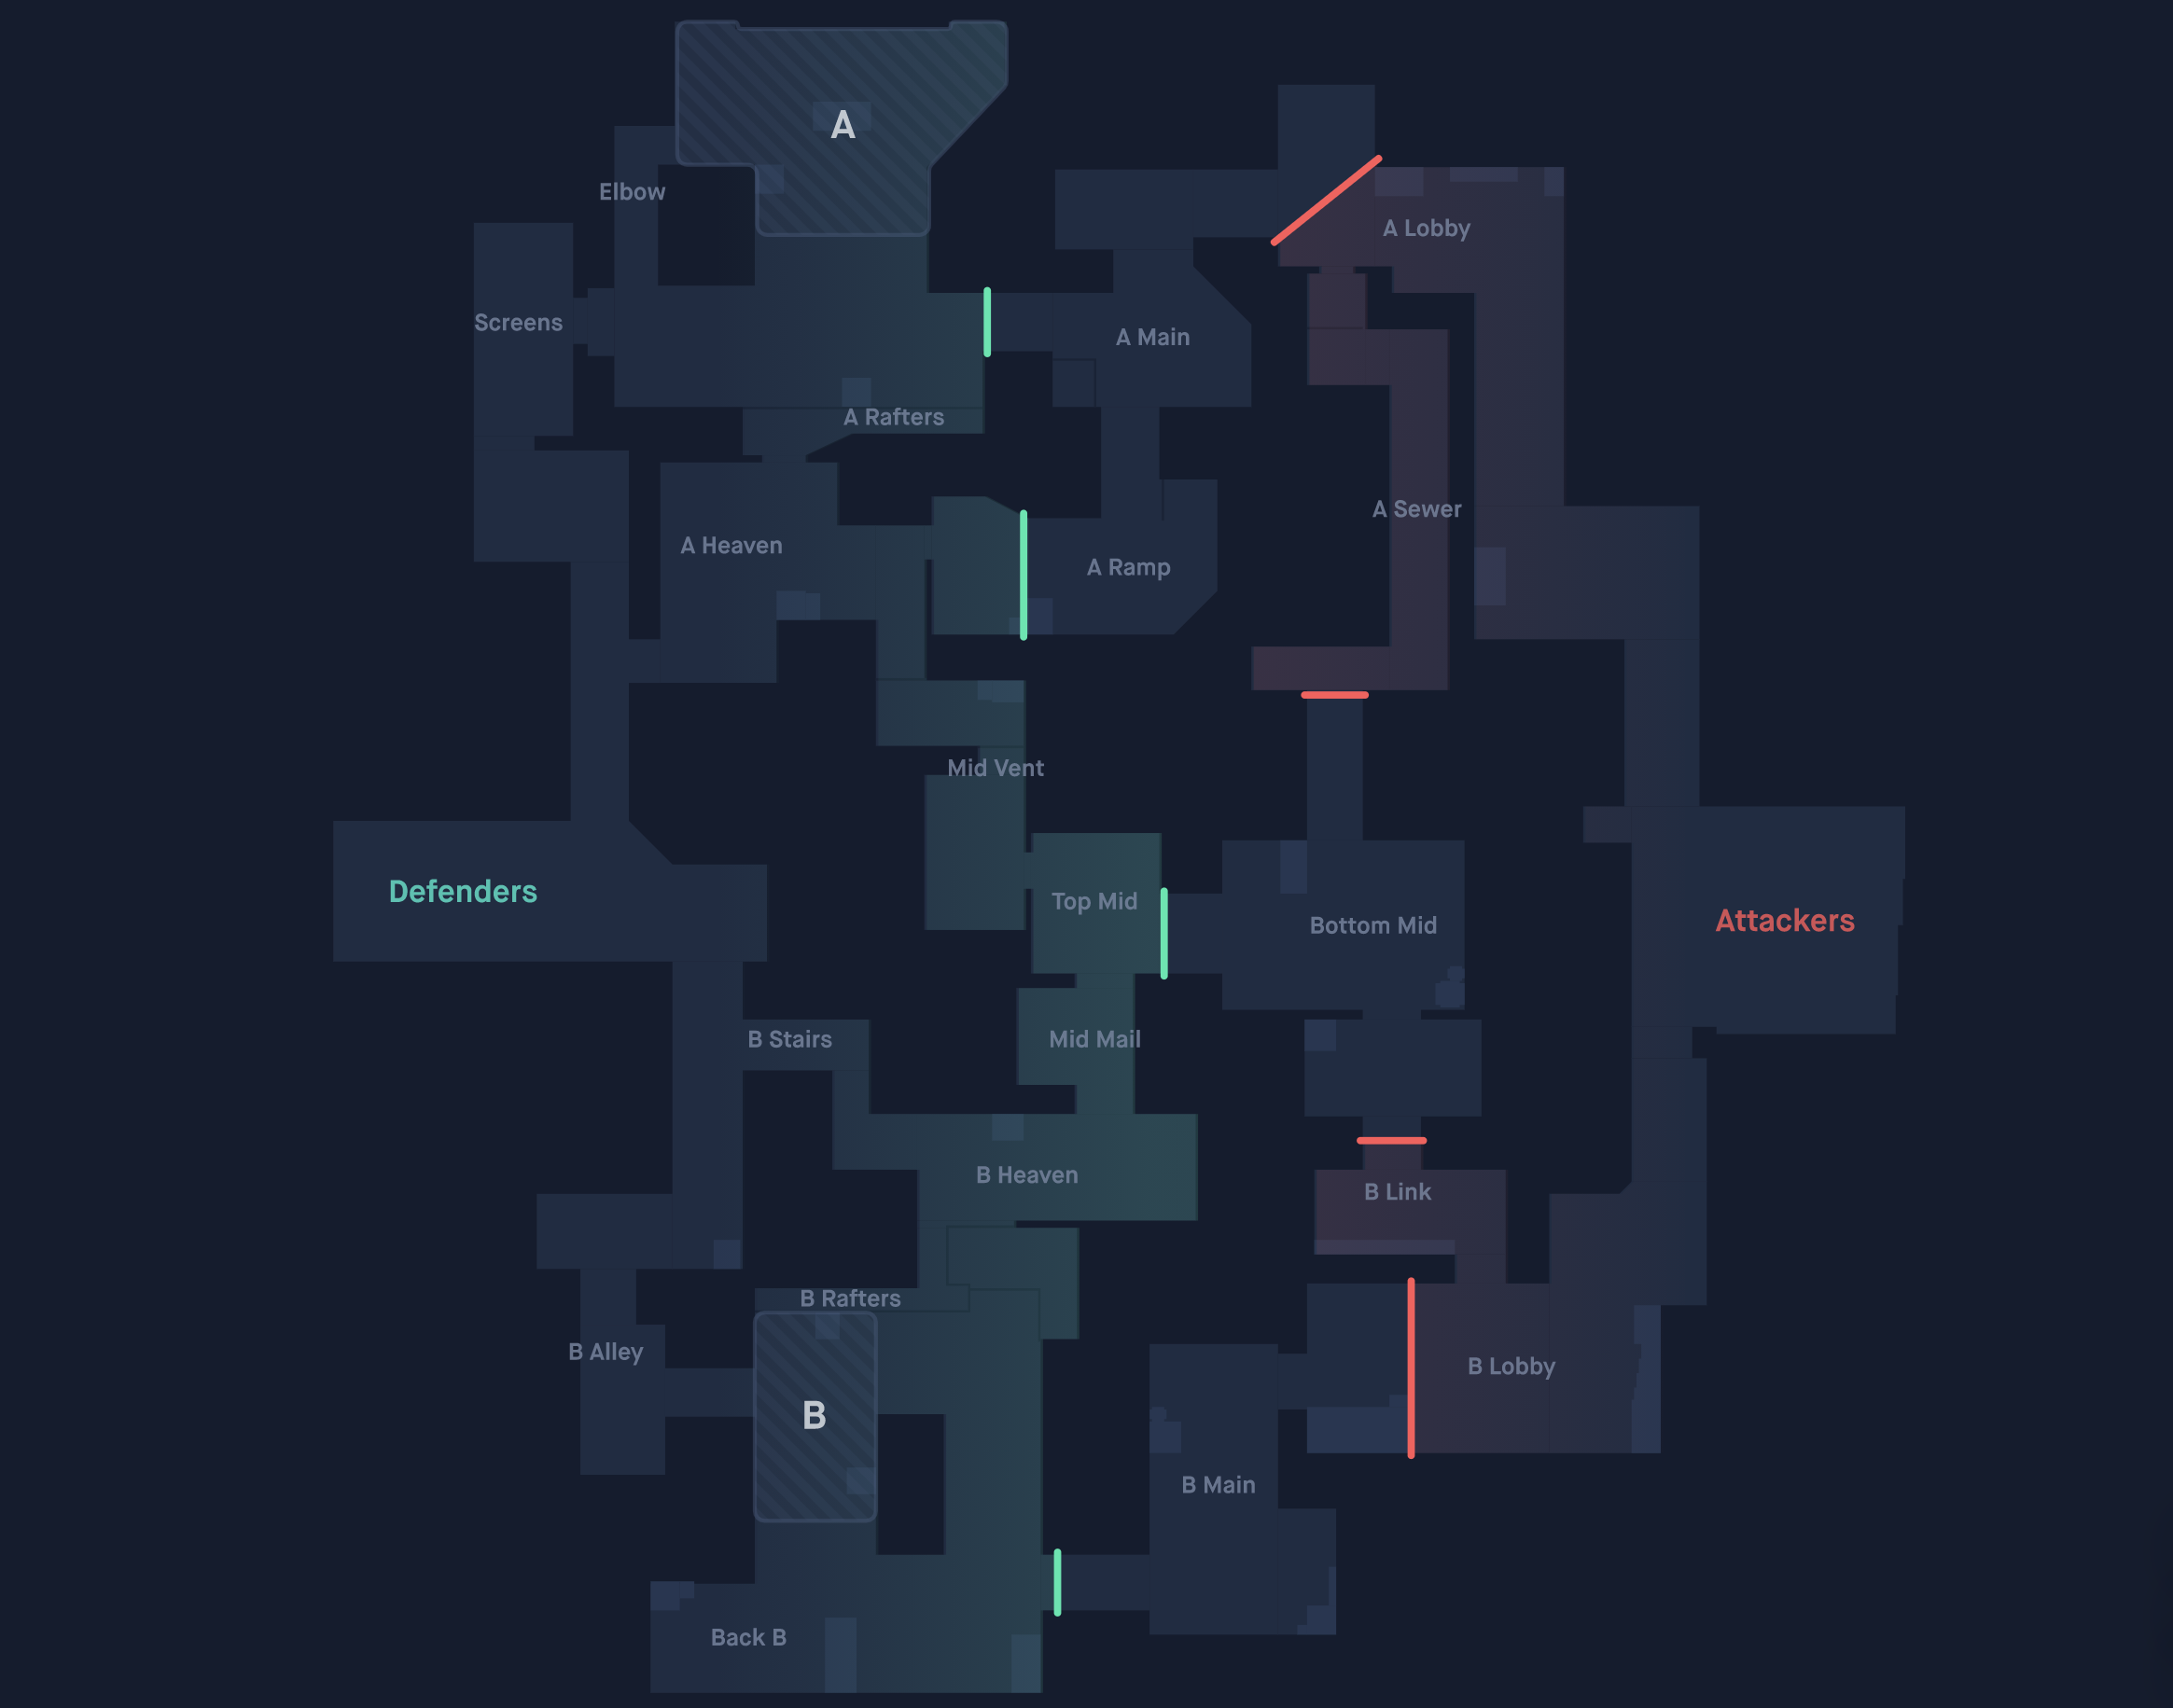 A
Elbow
A Lobby
Screens
A Main
A Rafters
A Sewer
A Heaven
A Ramp
Mid Vent
Defenders
Top Mid
Bottom Mid
Attackers
B Stairs
Mid Mail
B Heaven
B Link
B Rafters
B Alley
B Lobby
B
B Main
Back B